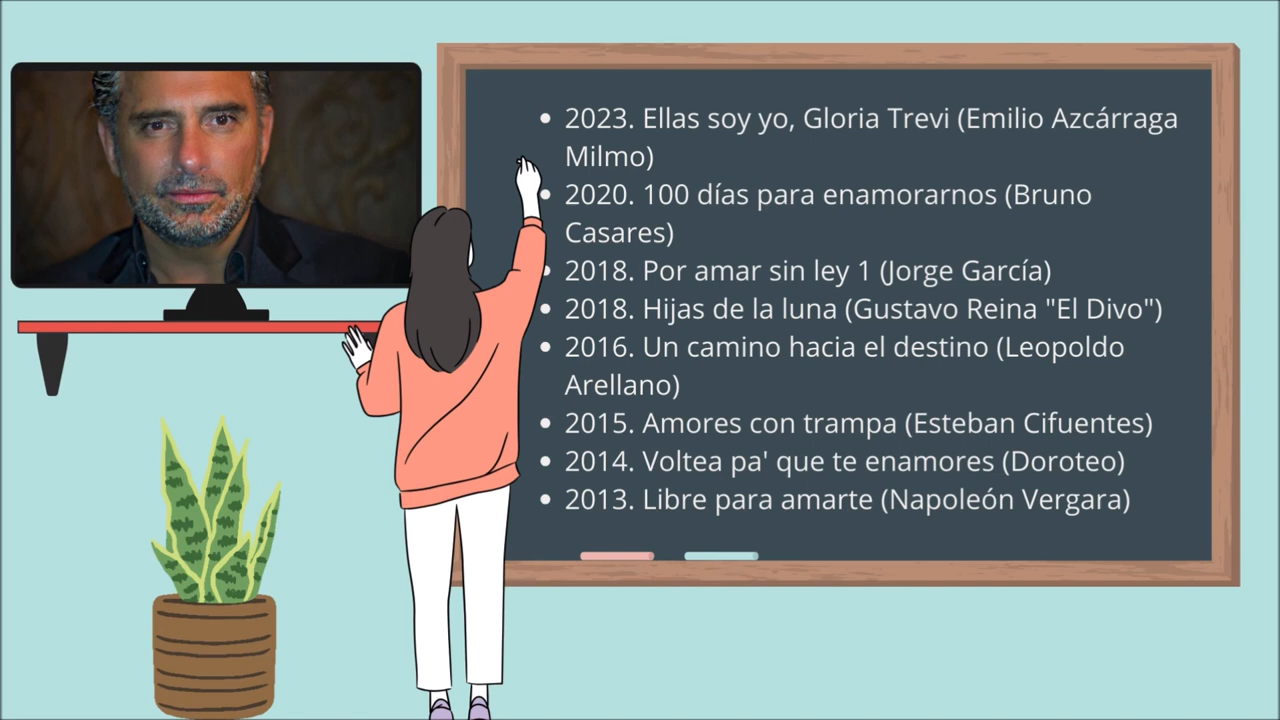 2023. Ellas soy yo, Gloria Trevi (Emilio Azcárraga
Milmo)
2020. 100 días para enamorarnos (Bruno
Casares)
2018. Por amar sin ley 1 (Jorge García)
2018. Hijas de la luna (Gustavo Reina "El Divo")
2016. Un camino hacia el destino (Leopoldo
Arellano)
2015. Amores con trampa (Esteban Cifuentes)
2014. Voltea pa' que te enamores (Doroteo)
2013. Libre para amarte (Napoleón Vergara)